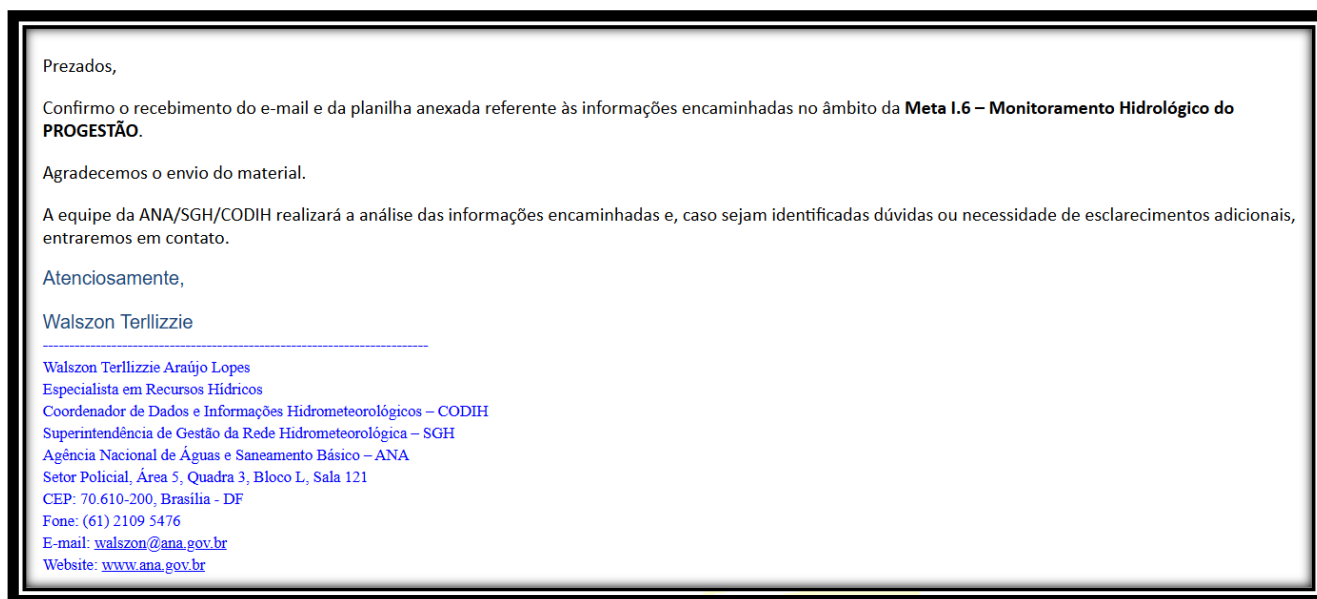 Prezados,
Confirmo o recebimento do e-mail e da planilha anexada referente às informações encaminhadas no âmbito da Meta I.6 – Monitoramento Hidrológico do
PROGESTÃO.
Agradecemos o envio do material.
A equipe da ANA/SGH/CODIH realizará a análise das informações encaminhadas e, caso sejam identificadas dúvidas ou necessidade de esclarecimentos adicionais,
entraremos em contato.
Atenciosamente,
Walszon Terllizzie
-------------------------------------------------------------------------
Walszon Terllizzie Araújo Lopes
Especialista em Recursos Hídricos
Coordenador de Dados e Informações Hidrometeorológicos – CODIH
Superintendência de Gestão da Rede Hidrometeorológica – SGH
Agência Nacional de Águas e Saneamento Básico – ANA
Setor Policial, Área 5, Quadra 3, Bloco L, Sala 121
CEP: 70.610-200, Brasília - DF
Fone: (61) 2109 5476
E-mail: walszon@ana.gov.br
Website: www.ana.gov.br